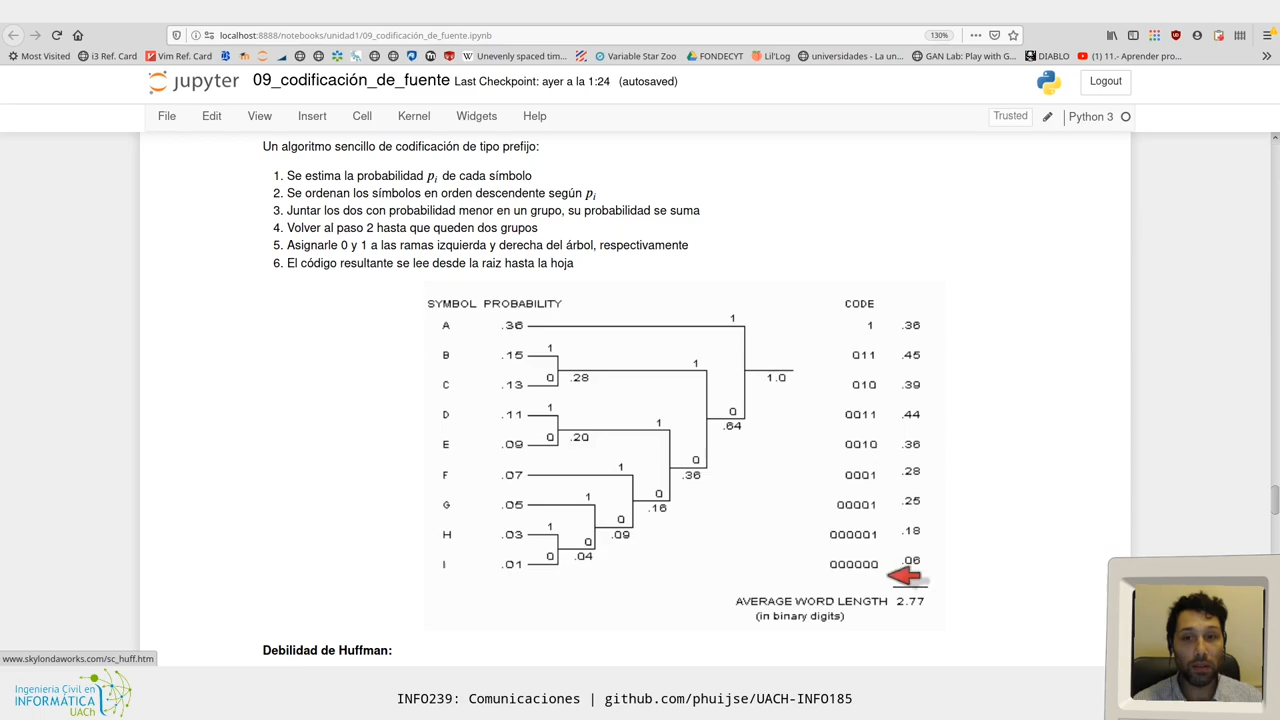 localhost:8888/notebooks/unidad1/09_codificación_de_fuente.ipynb
130%
Most Visited i3 Ref. Card Vim Ref. Card Unevenly spaced tim... Variable Star Zoo FONDECYT Lil'Log universidades - La un... GAN Lab: Play with G... DIABLO (1) 11.- Aprender pro...
jupyter 09_codificación_de_fuente Last Checkpoint: ayer a la 1:24 (autosaved) Logout
File Edit View Insert Cell Kernel Widgets Help Trusted Python 3
Un algoritmo sencillo de codificación de tipo prefijo:
1. Se estima la probabilidad pi de cada símbolo
2. Se ordenan los símbolos en orden descendente según pi
3. Juntar los dos con probabilidad menor en un grupo, su probabilidad se suma
4. Volver al paso 2 hasta que queden dos grupos
5. Asignarle 0 y 1 a las ramas izquierda y derecha del árbol, respectivamente
6. El código resultante se lee desde la raiz hasta la hoja
SYMBOL PROBABILITY CODE
1
A .36 1 .36
1
B .15 011 .45
1
0 .28 1.0
C .13 010 .39
1 0
D .11 0011 .44
1 .64
0 .20
E .09 0010 .36
0
1
F .07 0001 .28
.36
0
1
G .05 00001 .25
.16
0
1
H .03 000001 .18
.09
0
0 .04
I .01 000000 .06
AVERAGE WORD LENGTH 2.77
(in binary digits)
Debilidad de Huffman:
www.skylondaworks.com/sc_huff.htm
Ingeniería Civil en
INFORMÁTICA
UACh
INFO239: Comunicaciones | github.com/phuijse/UACH-INFO185